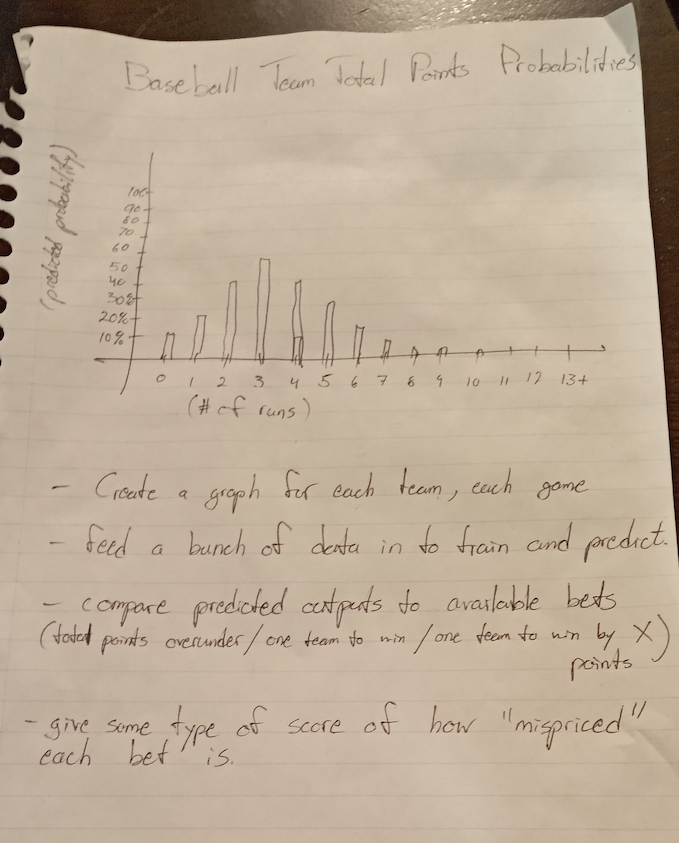 Baseball Team Total Points Probabilities
(predicted probability)
100
90
80
70
60
50
40
30%
20%
10%
0 1 2 3 4 5 6 7 8 9 10 11 12 13+
(# of runs)
- Create a graph for each team, each game
- feed a bunch of data in to train and predict.
- compare predicted outputs to available bets
(total points overunder / one team to win / one team to win by X
points)
- give some type of score of how "mispriced"
each bet is.